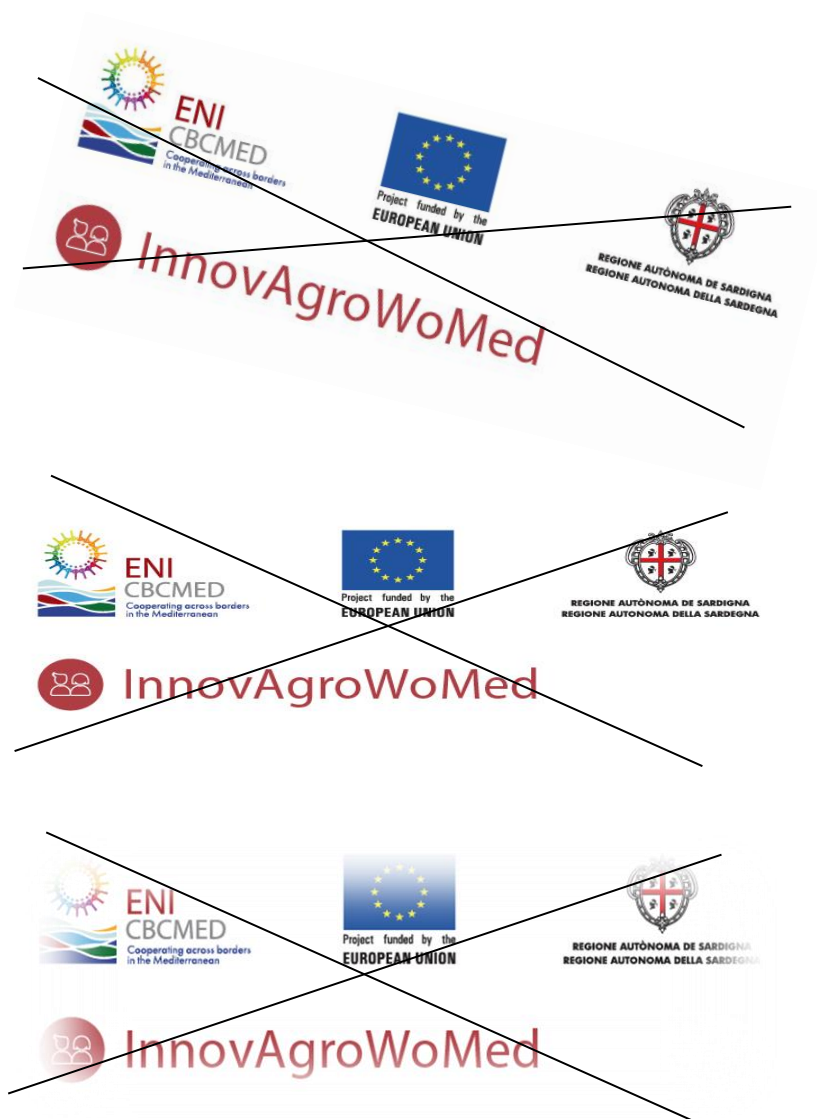 ENI
CBCMED
Cooperating across borders
in the Mediterranean
Project funded by the
EUROPEAN UNION
REGIONE AUTÒNOMA DE SARDIGNA
REGIONE AUTONOMA DELLA SARDEGNA
InnovAgroWoMed
ENI
CBCMED
Cooperating across borders
in the Mediterranean
Project funded by the
EUROPEAN UNION
REGIONE AUTÒNOMA DE SARDIGNA
REGIONE AUTONOMA DELLA SARDEGNA
InnovAgroWoMed
ENI
CBCMED
Cooperating across borders
in the Mediterranean
Project funded by the
EUROPEAN UNION
REGIONE AUTÒNOMA DE SARDIGNA
REGIONE AUTONOMA DELLA SARDEGNA
InnovAgroWoMed